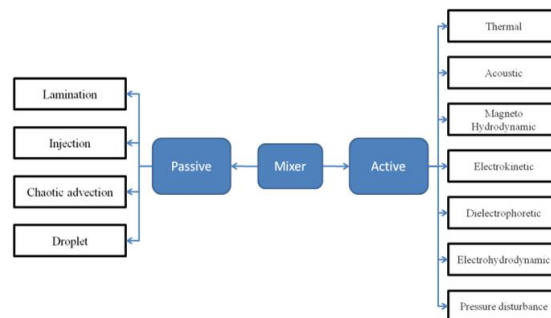 Lamination
Injection
Chaotic advection
Droplet
Passive
Mixer
Active
Thermal
Acoustic
Magneto
Hydrodynamic
Electrokinetic
Dielectrophoretic
Electrohydrodynamic
Pressure disturbance